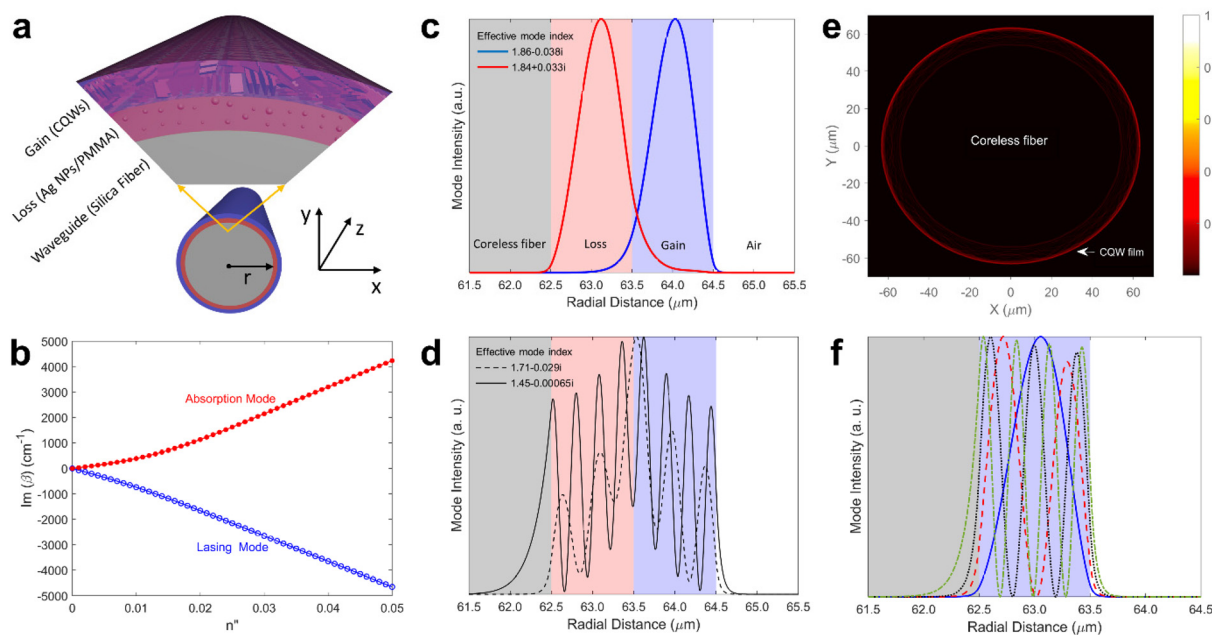 a
Gain (CQWs)
Loss (Ag NPs/PMMA)
Waveguide (Silica Fiber)
r
y
z
x
b
5000
4000
3000
2000
1000
0
1000
2000
3000
4000
5000
Im (β) (cm⁻¹)
Absorption Mode
Lasing Mode
0
0.01
0.02
0.03
0.04
0.05
n"
c
Effective mode index
1.86-0.038i
1.84+0.033i
Mode Intensity (a.u.)
Coreless fiber
Loss
Gain
Air
61.5
62.0
62.5
63.0
63.5
64.0
64.5
65.0
65.5
Radial Distance (μm)
d
Effective mode index
1.71-0.029i
1.45-0.00065i
Mode Intensity (a. u.)
61.5
62.0
62.5
63.0
63.5
64.0
64.5
65.0
65.5
Radial Distance (μm)
e
60
40
20
0
-20
-40
-60
Y (μm)
Coreless fiber
CQW film
-60
-40
-20
0
20
40
60
X (μm)
1
0
0
0
0
0
f
Mode Intensity (a. u.)
61.5
62.0
62.5
63.0
63.5
64.0
64.5
Radial Distance (μm)